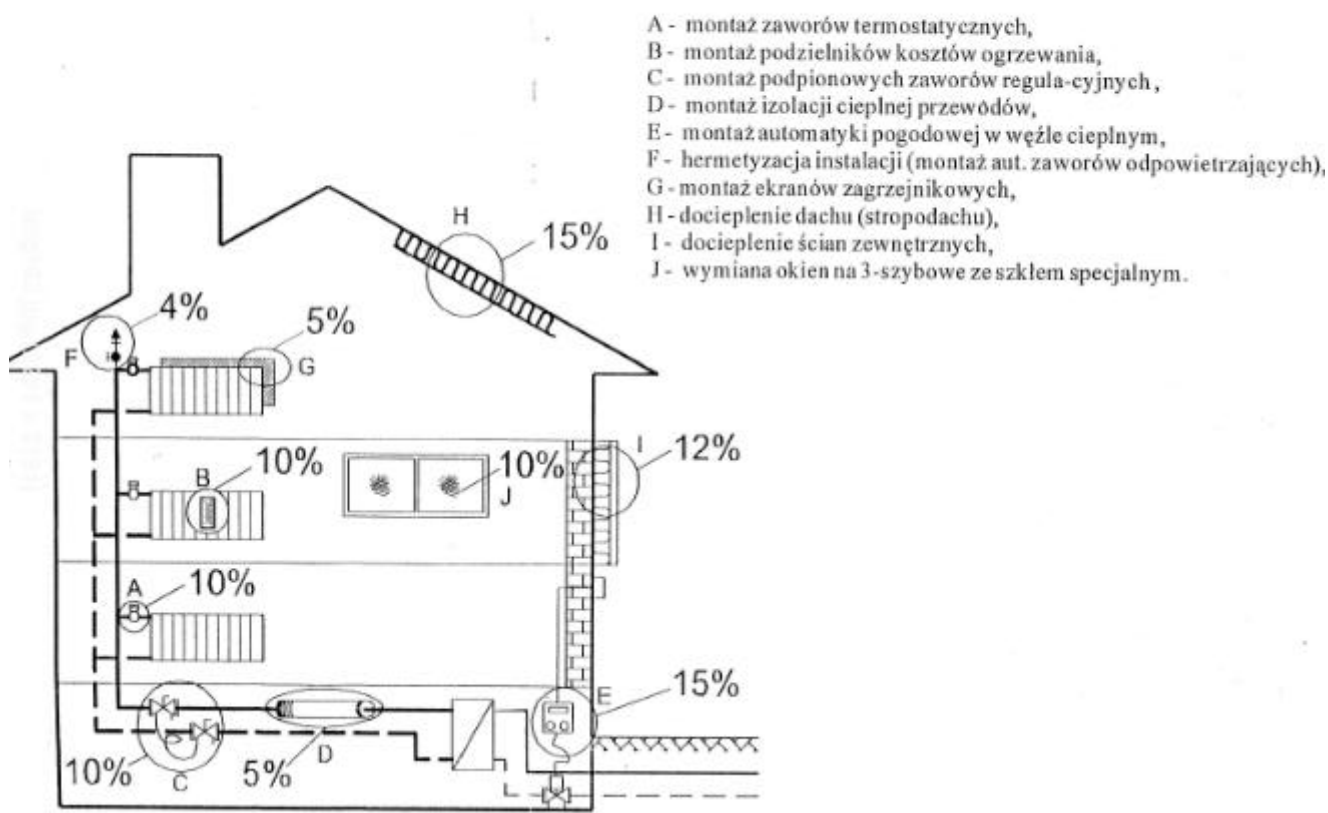 A - montaż zaworów termostatycznych,
B - montaż podzielników kosztów ogrzewania,
C - montaż podpionowych zaworów regula-cyjnych,
D - montaż izolacji cieplnej przewodów,
E - montaż automatyki pogodowej w węźle cieplnym,
F - hermetyzacja instalacji (montaż aut. zaworów odpowietrzających),
G - montaż ekranów zagrzejnikowych,
H - docieplenie dachu (stropodachu),
I - docieplenie ścian zewnętrznych,
J - wymiana okien na 3-szybowe ze szkłem specjalnym.
H
15%
4%
5%
F
G
I
10%
10%
12%
B
J
A
10%
E
15%
10%
C
5%
D